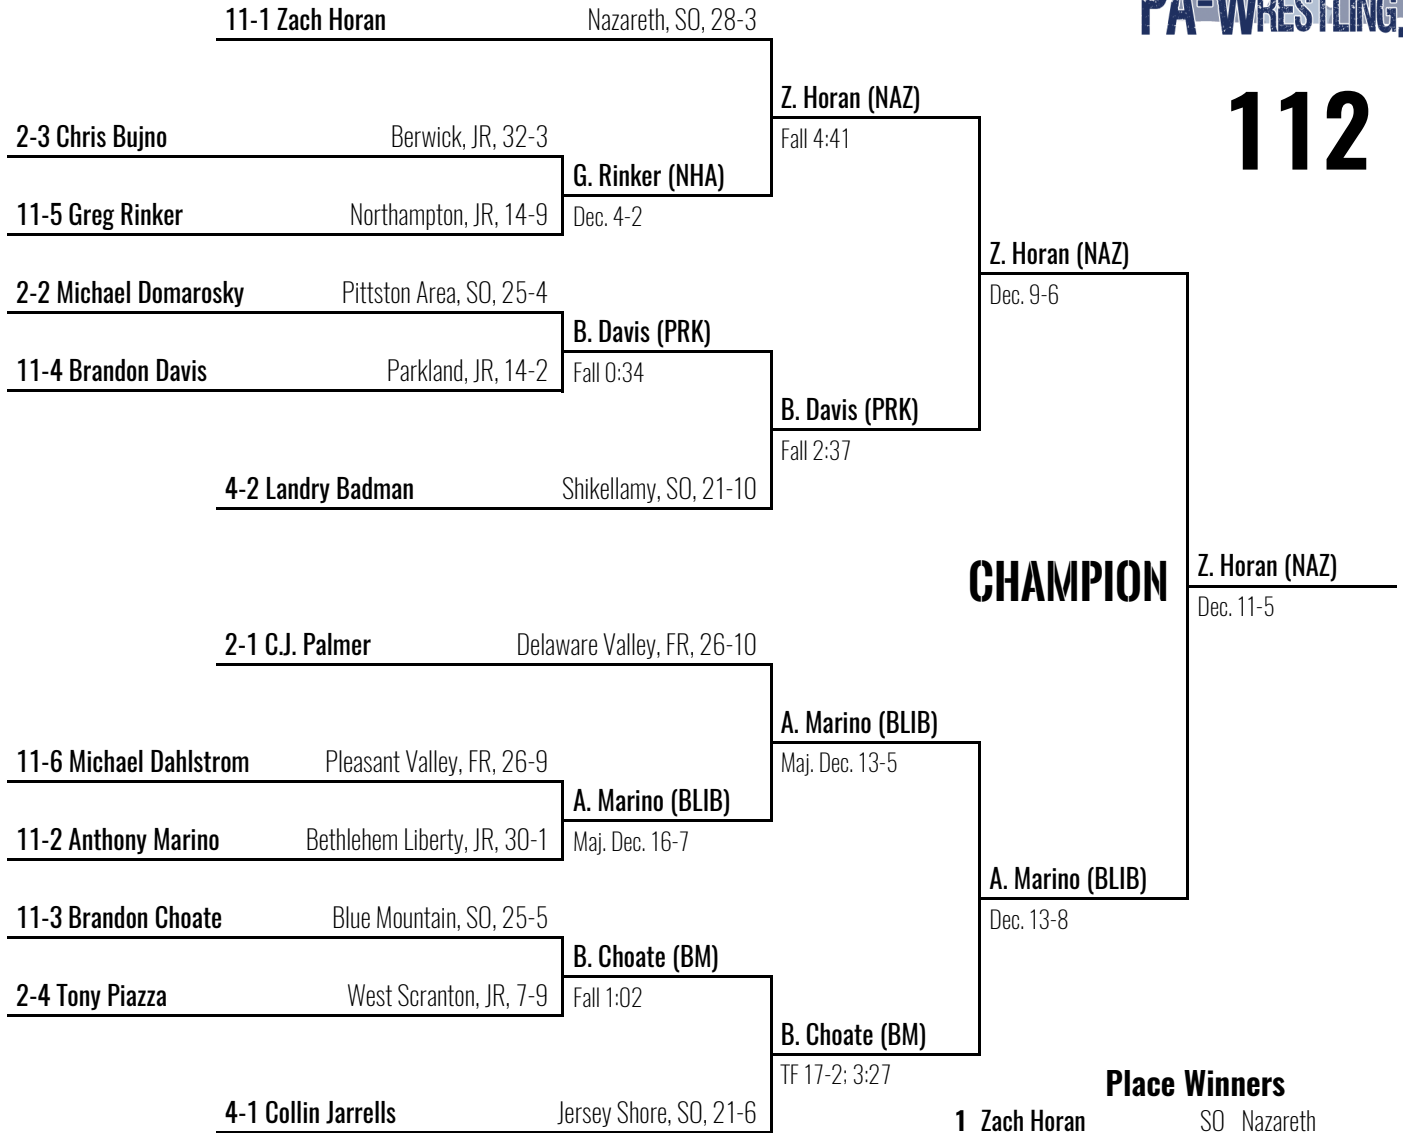 11-1 Zach Horan Nazareth, SO, 28-3
PA-WRESTLING.
112
Z. Horan (NAZ)
Fall 4:41
2-3 Chris Bujno Berwick, JR, 32-3
G. Rinker (NHA)
Dec. 4-2
11-5 Greg Rinker Northampton, JR, 14-9
Z. Horan (NAZ)
Dec. 9-6
2-2 Michael Domarosky Pittston Area, SO, 25-4
B. Davis (PRK)
Fall 0:34
11-4 Brandon Davis Parkland, JR, 14-2
B. Davis (PRK)
Fall 2:37
4-2 Landry Badman Shikellamy, SO, 21-10
CHAMPION
Z. Horan (NAZ)
Dec. 11-5
2-1 C.J. Palmer Delaware Valley, FR, 26-10
A. Marino (BLIB)
Maj. Dec. 13-5
11-6 Michael Dahlstrom Pleasant Valley, FR, 26-9
A. Marino (BLIB)
Maj. Dec. 16-7
11-2 Anthony Marino Bethlehem Liberty, JR, 30-1
A. Marino (BLIB)
Dec. 13-8
11-3 Brandon Choate Blue Mountain, SO, 25-5
B. Choate (BM)
Fall 1:02
2-4 Tony Piazza West Scranton, JR, 7-9
B. Choate (BM)
TF 17-2; 3:27
4-1 Collin Jarrells Jersey Shore, SO, 21-6
Place Winners
1 Zach Horan SO Nazareth